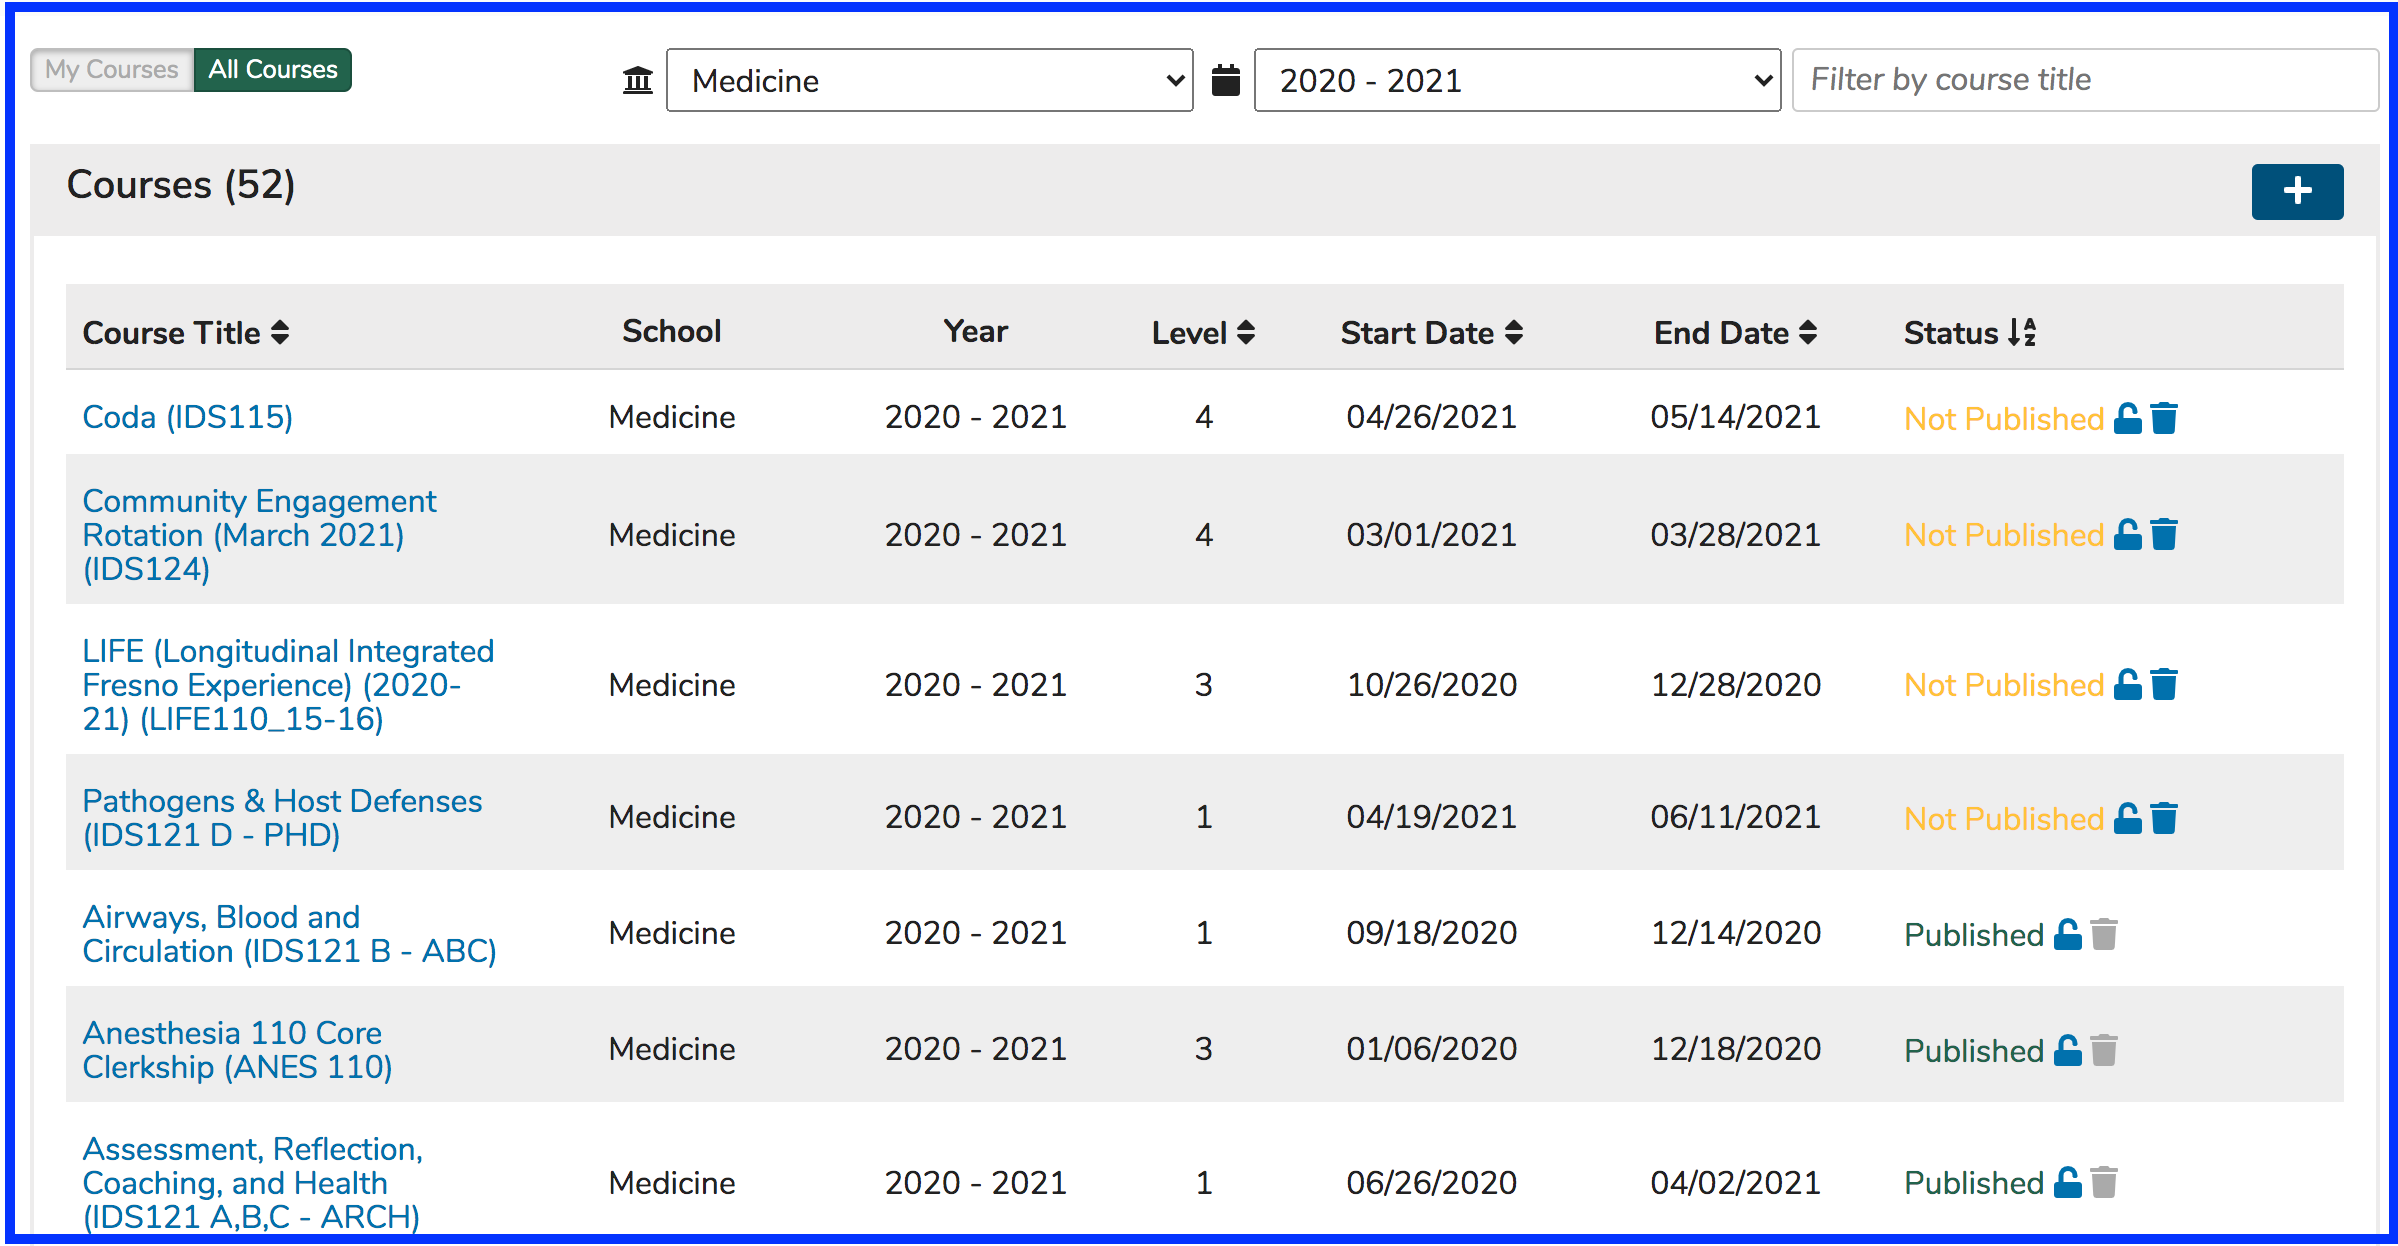 My Courses All Courses Medicine 2020 - 2021 Filter by course title
Courses (52)
Course Title School Year Level Start Date End Date Status
Coda (IDS115) Medicine 2020 - 2021 4 04/26/2021 05/14/2021 Not Published
Community Engagement
Rotation (March 2021) Medicine 2020 - 2021 4 03/01/2021 03/28/2021 Not Published
(IDS124)
LIFE (Longitudinal Integrated
Fresno Experience) (2020- Medicine 2020 - 2021 3 10/26/2020 12/28/2020 Not Published
21) (LIFE110_15-16)
Pathogens & Host Defenses
(IDS121 D - PHD) Medicine 2020 - 2021 1 04/19/2021 06/11/2021 Not Published
Airways, Blood and
Circulation (IDS121 B - ABC) Medicine 2020 - 2021 1 09/18/2020 12/14/2020 Published
Anesthesia 110 Core
Clerkship (ANES 110) Medicine 2020 - 2021 3 01/06/2020 12/18/2020 Published
Assessment, Reflection,
Coaching, and Health Medicine 2020 - 2021 1 06/26/2020 04/02/2021 Published
(IDS121 A,B,C - ARCH)